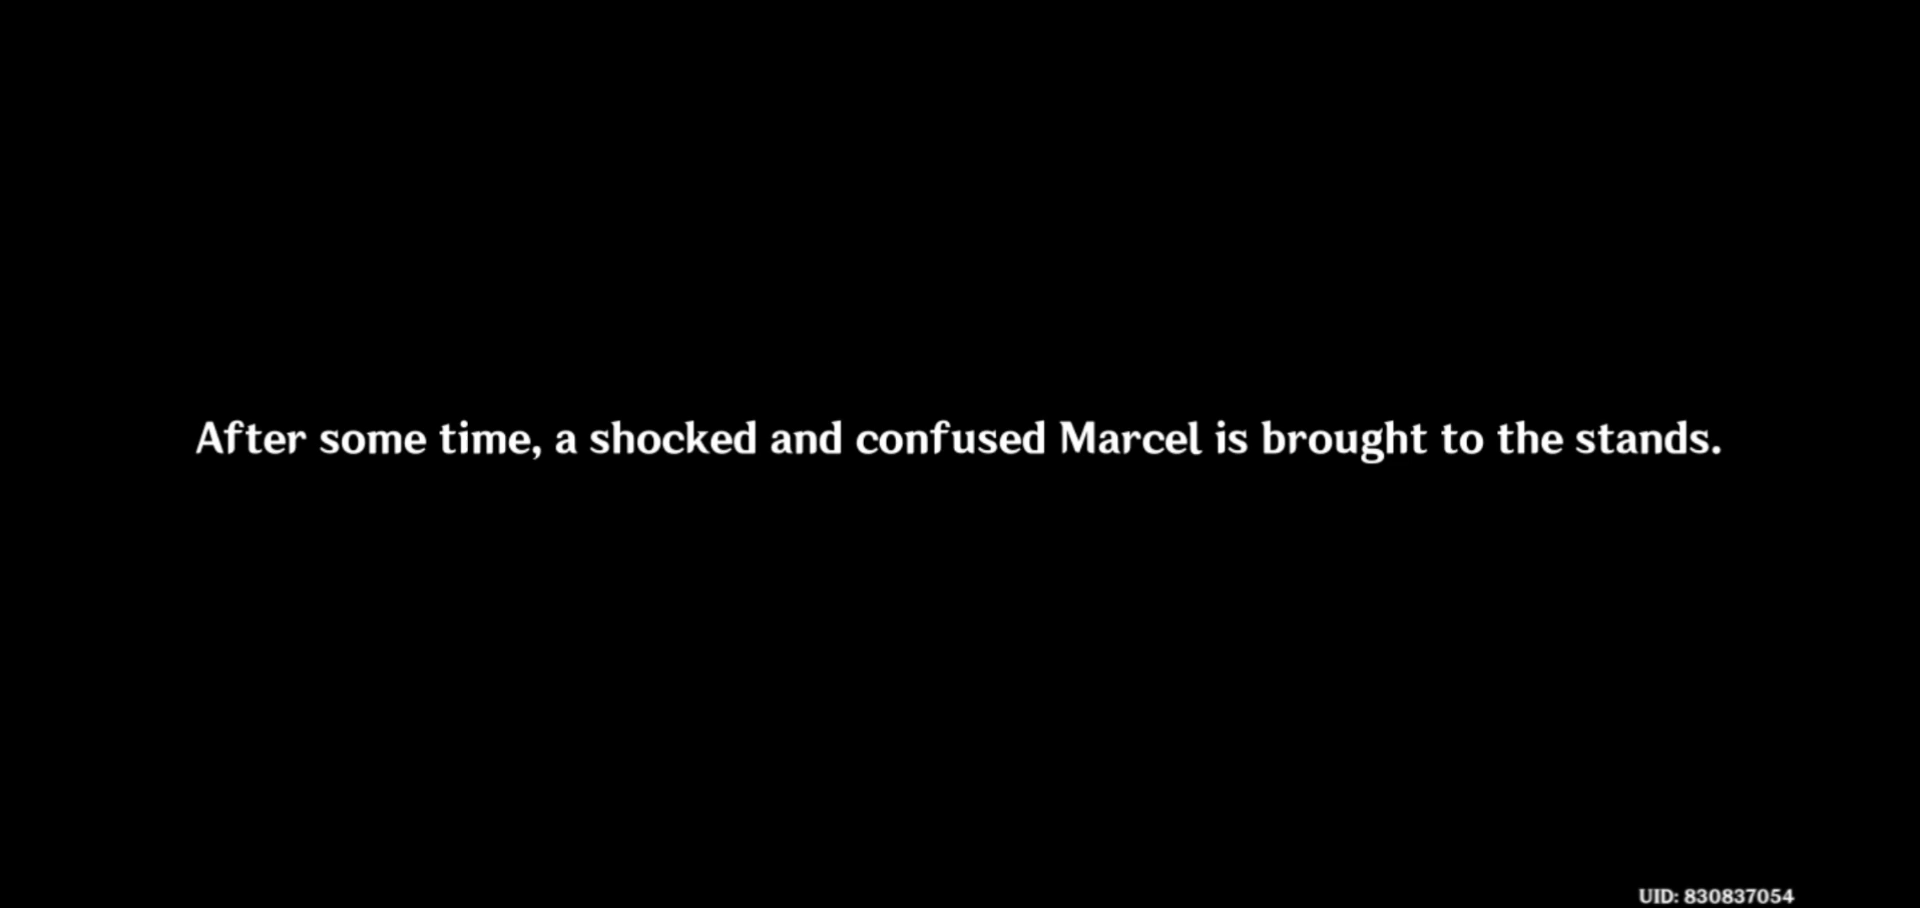 After some time, a shocked and confused Marcel is brought to the stands.
UID: 830837054